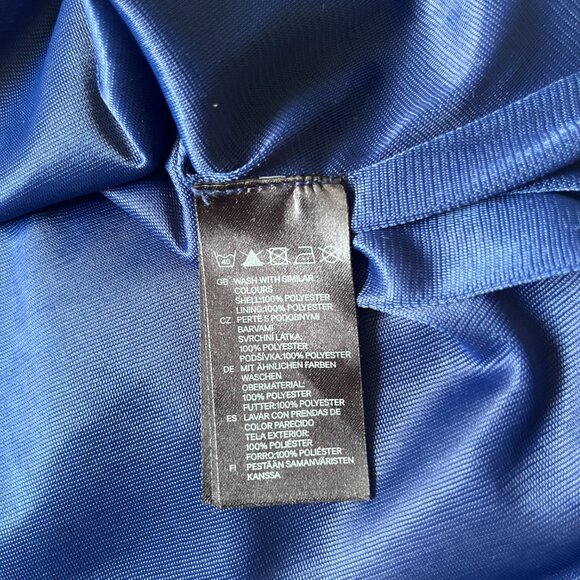 40
GB WASH WITH SIMILAR
COLOURS
SHELL:100% POLYESTER
LINING:100% POLYESTER;
CZ PERTE S PODOBNÝMI
BARVAMI
SVRCHNÍ LÁTKA:
100% POLYESTER
PODŠÍVKA:100% POLYESTER
DE MIT ÄHNLICHEN FARBEN
WASCHEN
OBERMATERIAL:
100% POLYESTER
FUTTER:100% POLYESTER
ES LAVAR CON PRENDAS DE
COLOR PARECIDO
TELA EXTERIOR:
100% POLIÉSTER
FORRO:100% POLIÉSTER
FI PESTÄÄN SAMANVÄRISTEN
KANSSA